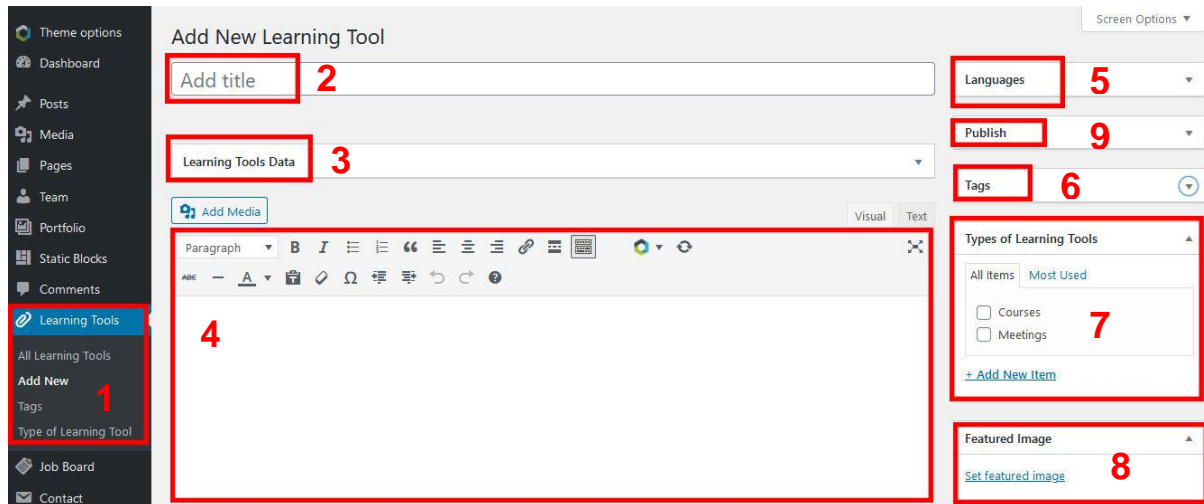 Screen Options ▼
Theme options
Dashboard
Posts
Media
Pages
Team
Portfolio
Static Blocks
Comments
Learning Tools
All Learning Tools
Add New
Tags
Type of Learning Tool
1
Job Board
Contact
Add New Learning Tool
Add title
2
Learning Tools Data
3
Add Media
Visual Text
Paragraph
B I
ABC A Ω
4
Languages
5
Publish
9
Tags
6
Types of Learning Tools
All Items Most Used
Courses
Meetings
7
+ Add New Item
Featured Image
Set featured image
8